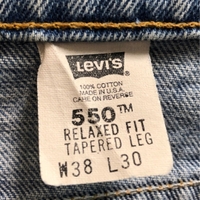 Levi's
100% COTTON
MADE IN U.S.A.
CARE ON REVERSE
550™
RELAXED FIT
TAPERED LEG
W38 L30